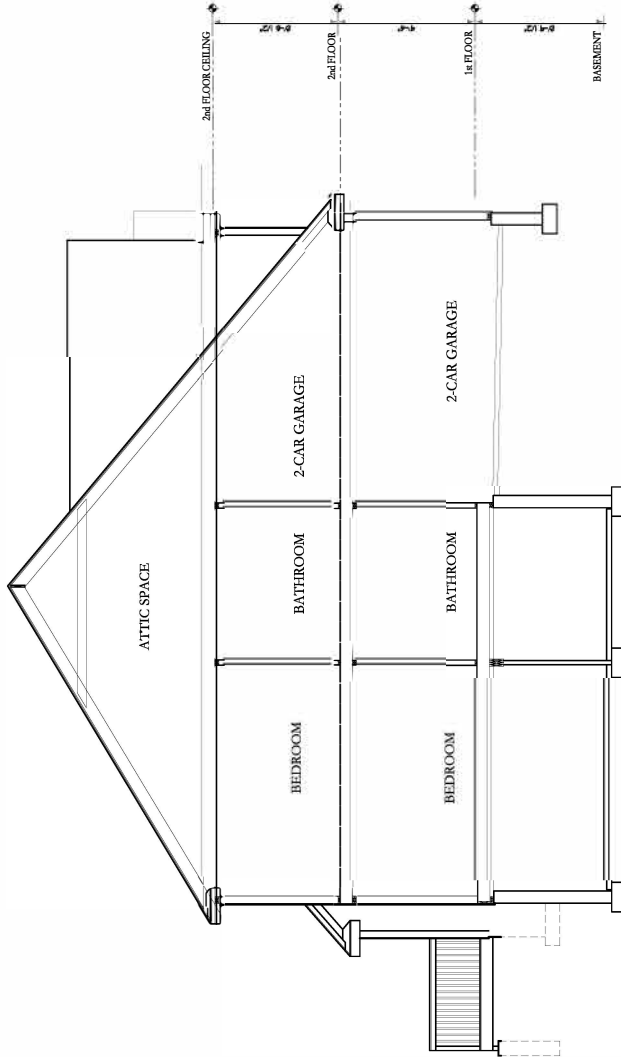 2nd FLOOR CEILING
2nd FLOOR
1st FLOOR
BASEMENT
ATTIC SPACE
2-CAR GARAGE
BATHROOM
BEDROOM
2-CAR GARAGE
BATHROOM
BEDROOM